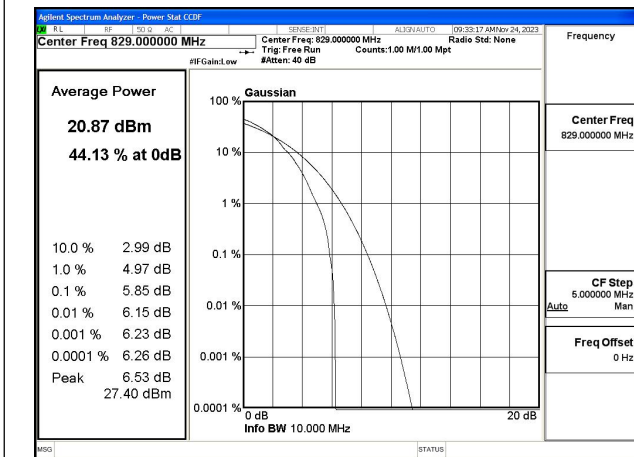 Agilent Spectrum Analyzer - Power Stat CCDF
RL RF 50 Ω AC SENSE:INT ALIGN AUTO 09:33:17 AM Nov 24, 2023
Center Freq 829.000000 MHz
Center Freq: 829.000000 MHz Radio Std: None
Trig: Free Run Counts:1.00 M/1.00 Mpt
#IFGain:Low #Atten: 40 dB
Frequency
Average Power
20.87 dBm
44.13 % at 0dB
10.0 % 2.99 dB
1.0 % 4.97 dB
0.1 % 5.85 dB
0.01 % 6.15 dB
0.001 % 6.23 dB
0.0001 % 6.26 dB
Peak 6.53 dB
27.40 dBm
Gaussian
100 %
10 %
1 %
0.1 %
0.01 %
0.001 %
0.0001 %
0 dB 20 dB
Info BW 10.000 MHz
Center Freq
829.000000 MHz
CF Step
5.000000 MHz
Auto Man
Freq Offset
0 Hz
MSG STATUS